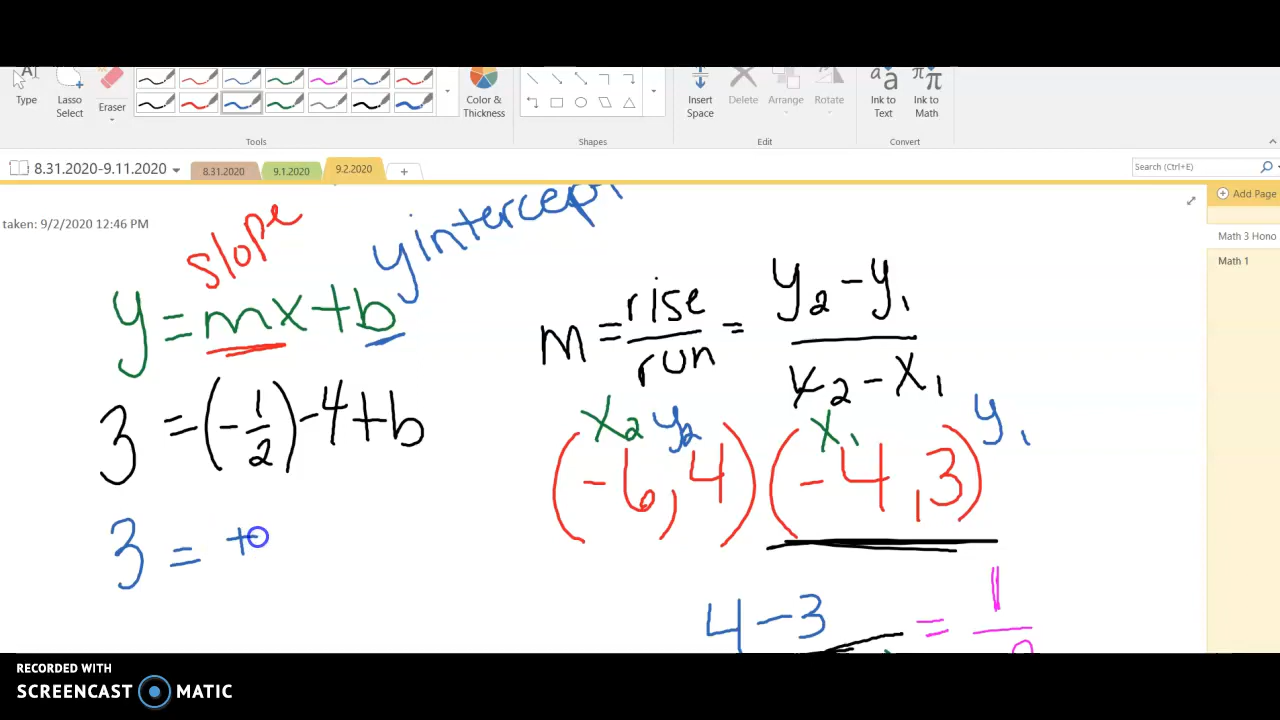 Type
Lasso Select
Eraser
Color & Thickness
Insert Space
Delete
Arrange
Rotate
Ink to Text
Ink to Math
Tools
Shapes
Edit
Convert
8.31.2020-9.11.2020
8.31.2020
9.1.2020
9.2.2020
Search (Ctrl+E)
Add Page
taken: 9/2/2020 12:46 PM
Math 3 Hono
Math 1
slope
y intercept
y = mx + b
m = rise/run = y₂ - y₁ / x₂ - x₁
3 = (-1/2) -4 + b
x₂ y₂ x₁ y₁
(-6, 4) (-4, 3)
3 = +
4 - 3 = 1
RECORDED WITH
SCREENCAST MATIC